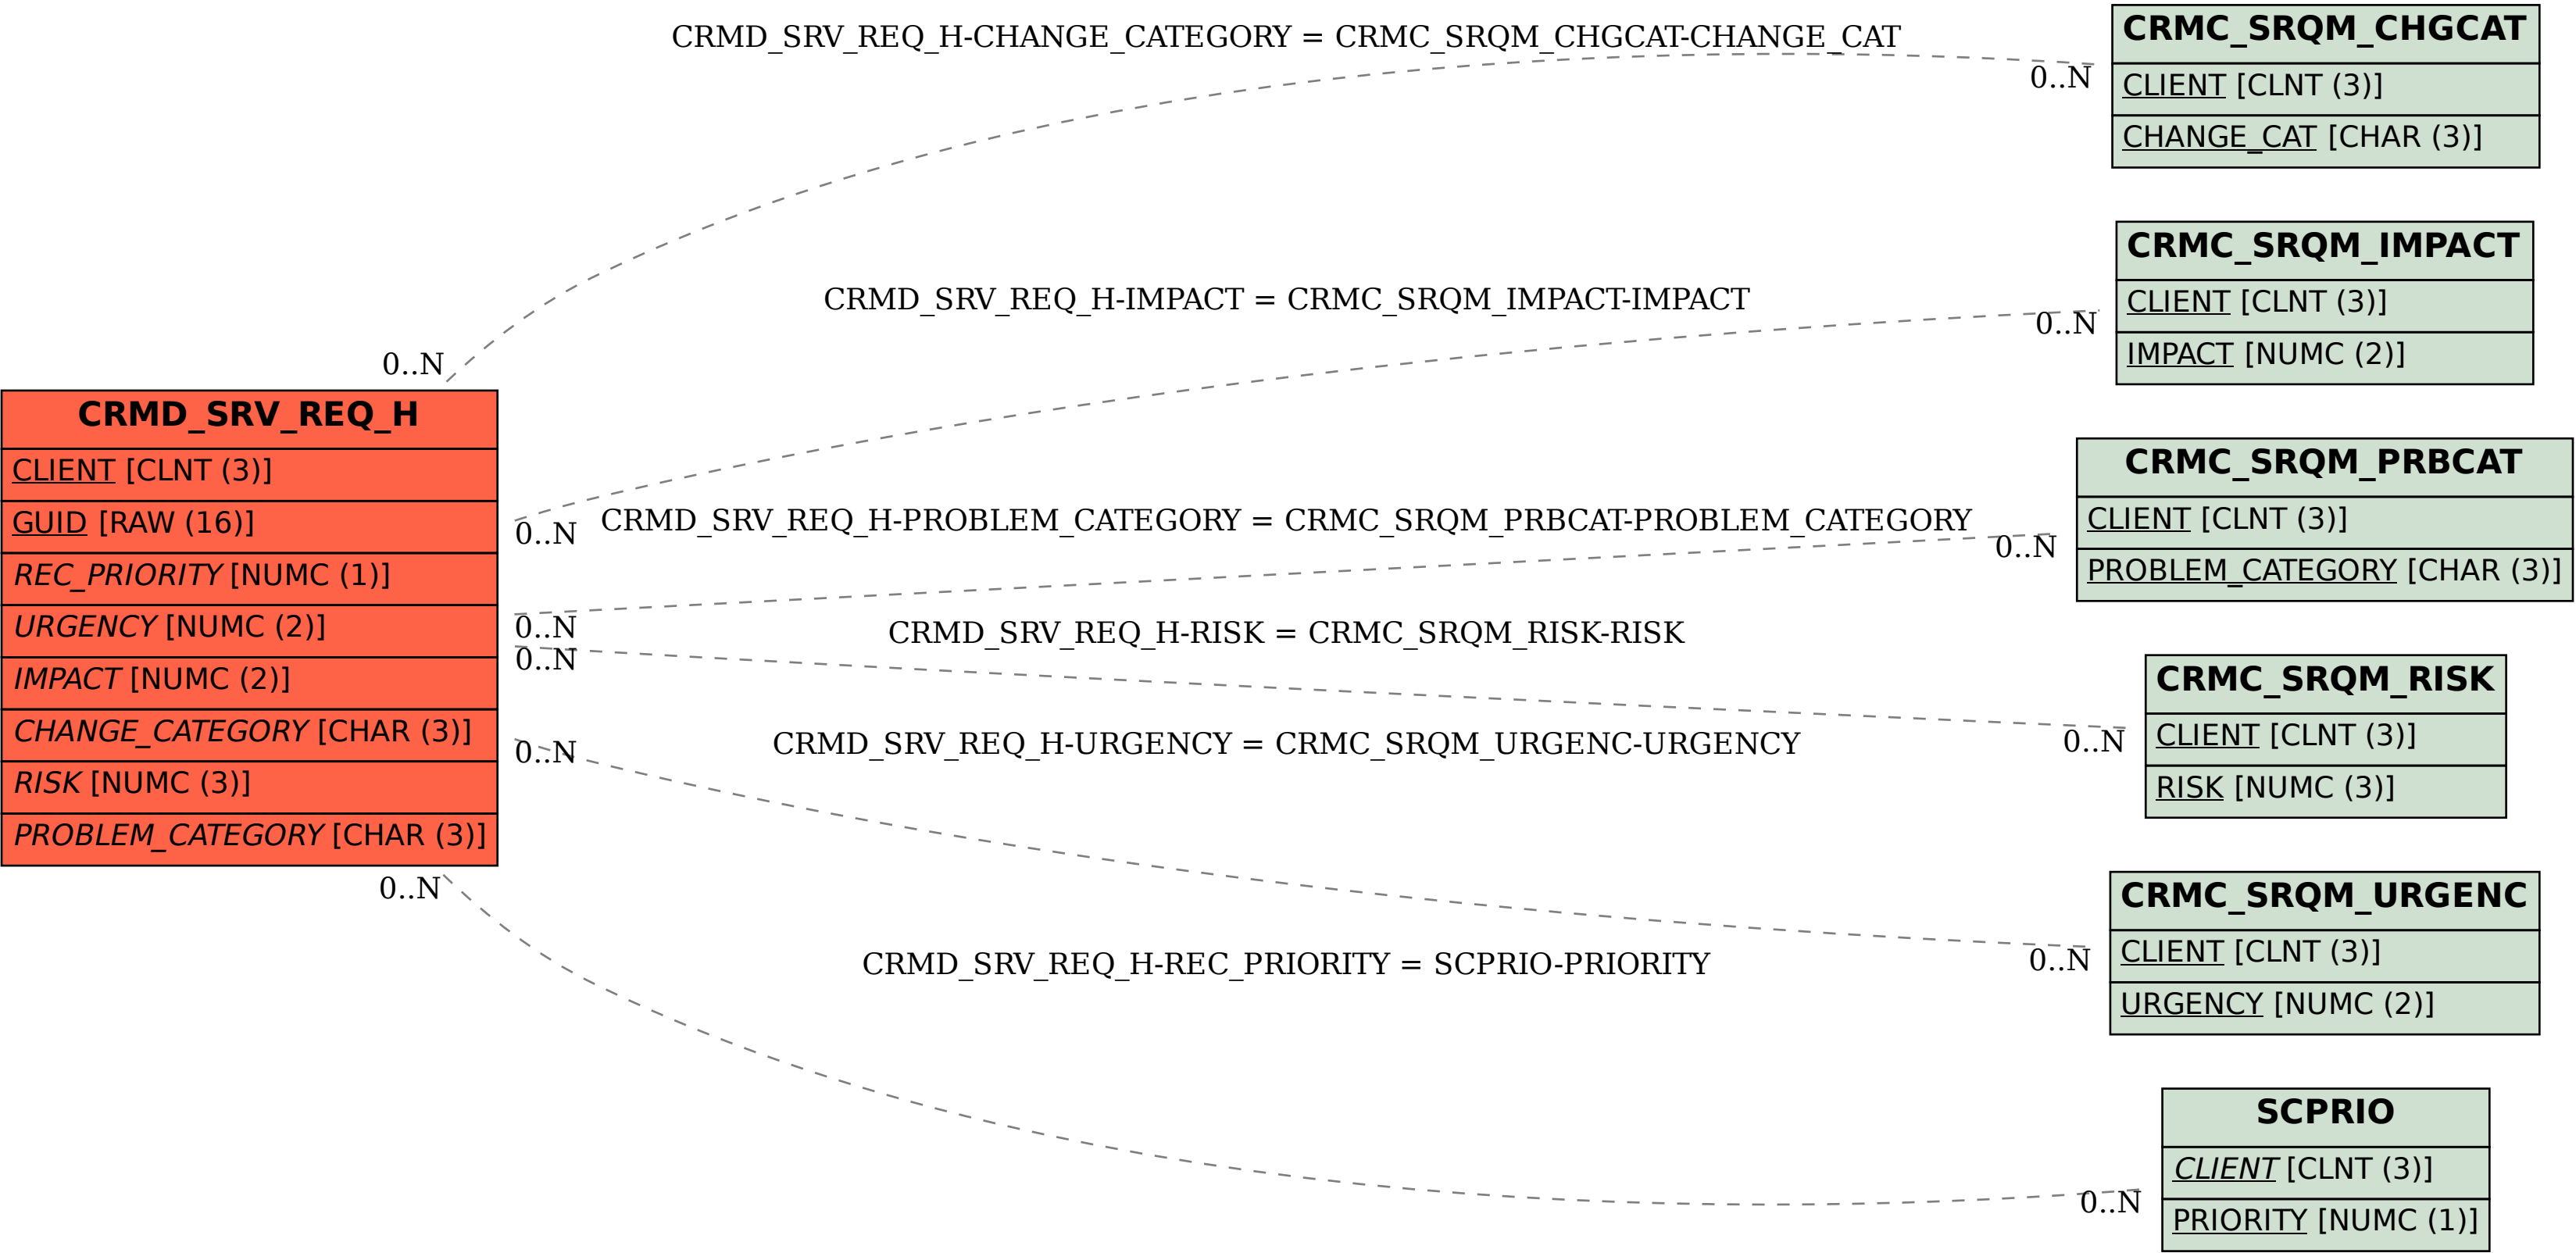 CRMD_SRV_REQ_H-CHANGE_CATEGORY = CRMC_SRQM_CHGCAT-CHANGE_CAT
0..N
0..N
CRMD_SRV_REQ_H-IMPACT = CRMC_SRQM_IMPACT-IMPACT
0..N
0..N
CRMD_SRV_REQ_H-PROBLEM_CATEGORY = CRMC_SRQM_PRBCAT-PROBLEM_CATEGORY
0..N
0..N
CRMD_SRV_REQ_H-RISK = CRMC_SRQM_RISK-RISK
0..N
0..N
CRMD_SRV_REQ_H-URGENCY = CRMC_SRQM_URGENC-URGENCY
0..N
0..N
CRMD_SRV_REQ_H-REC_PRIORITY = SCPRIO-PRIORITY
0..N
0..N
CRMD_SRV_REQ_H
CLIENT [CLNT (3)]
GUID [RAW (16)]
REC_PRIORITY [NUMC (1)]
URGENCY [NUMC (2)]
IMPACT [NUMC (2)]
CHANGE_CATEGORY [CHAR (3)]
RISK [NUMC (3)]
PROBLEM_CATEGORY [CHAR (3)]
CRMC_SRQM_CHGCAT
CLIENT [CLNT (3)]
CHANGE_CAT [CHAR (3)]
CRMC_SRQM_IMPACT
CLIENT [CLNT (3)]
IMPACT [NUMC (2)]
CRMC_SRQM_PRBCAT
CLIENT [CLNT (3)]
PROBLEM_CATEGORY [CHAR (3)]
CRMC_SRQM_RISK
CLIENT [CLNT (3)]
RISK [NUMC (3)]
CRMC_SRQM_URGENC
CLIENT [CLNT (3)]
URGENCY [NUMC (2)]
SCPRIO
CLIENT [CLNT (3)]
PRIORITY [NUMC (1)]